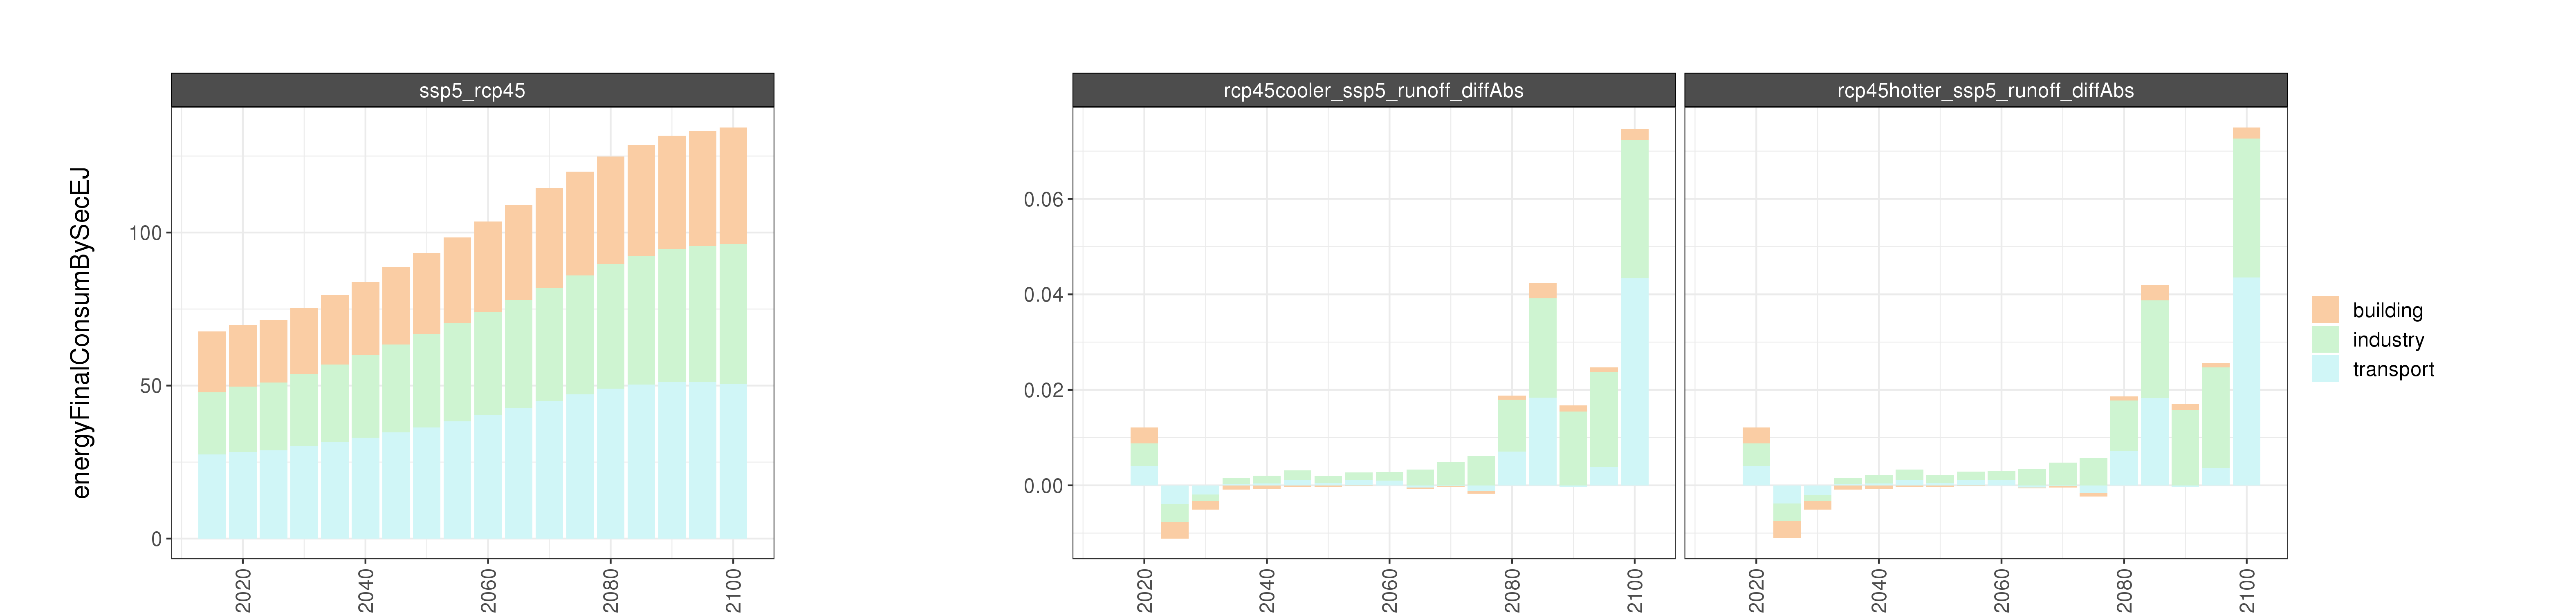 ssp5_rcp45
rcp45cooler_ssp5_runoff_diffAbs
rcp45hotter_ssp5_runoff_diffAbs
energyFinalConsumBySecEJ
100
50
0
0.06
0.04
0.02
0.00
2020 2040 2060 2080 2100
2020 2040 2060 2080 2100
2020 2040 2060 2080 2100
building
industry
transport